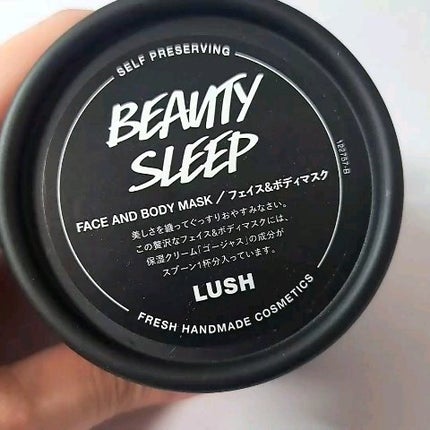 SELF PRESERVING
BEAUTY
SLEEP
FACE AND BODY MASK / フェイス&ボディマスク
美しさを纏ってぐっすりおやすみなさい。
この贅沢なフェイス&ボディマスクには、
保湿クリーム「ゴージャス」の成分が
スプーン1杯分入っています。
LUSH
FRESH HANDMADE COSMETICS
122757-B